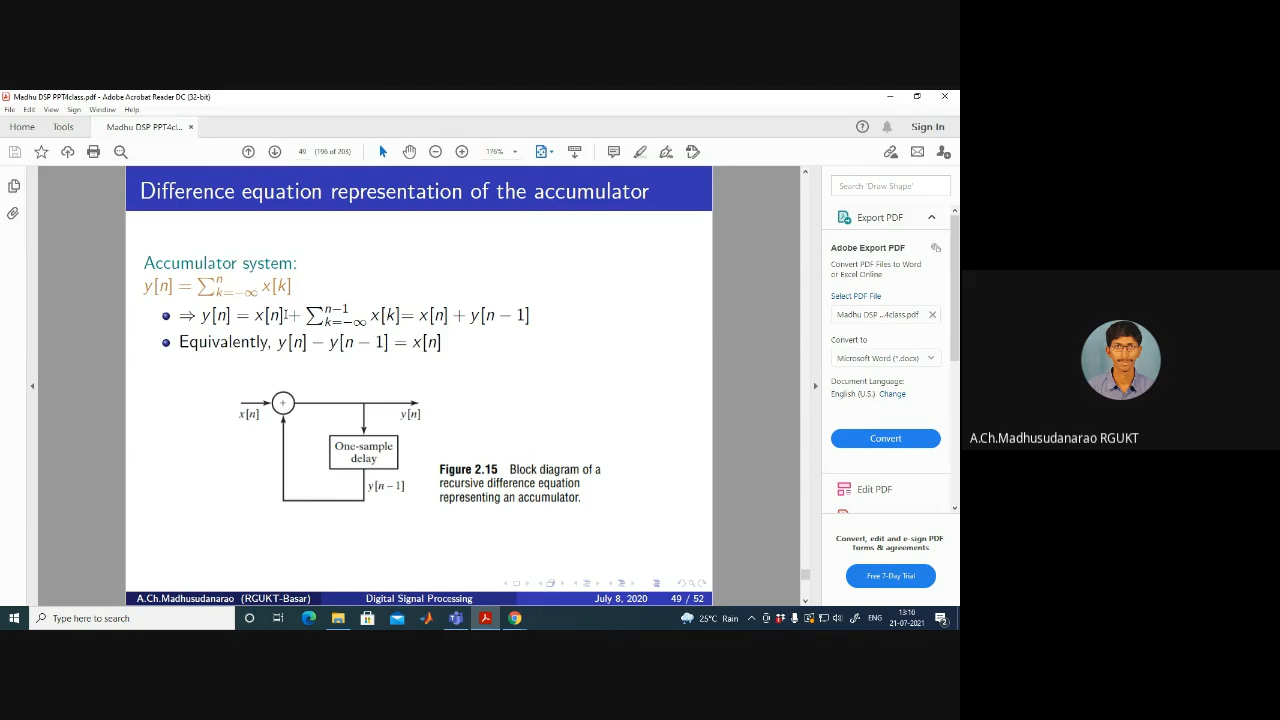 Madhu DSP PPT4class.pdf - Adobe Acrobat Reader DC (32-bit)
File Edit View Sign Window Help
Home Tools Madhu DSP PPT4cl... × Sign In
49 (196 of 203) 176%
Difference equation representation of the accumulator
Accumulator system:
y[n] = ∑ⁿₖ₌₋∞ x[k]
⇒ y[n] = x[n] + ∑ⁿ⁻¹ₖ₌₋∞ x[k] = x[n] + y[n − 1]
Equivalently, y[n] − y[n − 1] = x[n]
+
x[n]
y[n]
One-sample
delay
y[n−1]
Figure 2.15 Block diagram of a
recursive difference equation
representing an accumulator.
A.Ch.Madhusudanarao (RGUKT-Basar) Digital Signal Processing July 8, 2020 49 / 52
Search 'Draw Shape'
Export PDF
Adobe Export PDF
Convert PDF Files to Word
or Excel Online
Select PDF File
Madhu DSP ...4class.pdf
Convert to
Microsoft Word (*.docx)
Document Language:
English (U.S.) Change
Convert
Edit PDF
Convert, edit and e-sign PDF
forms & agreements
Free 7-Day Trial
Type here to search
25°C Rain ENG 13:10
21-07-2021
2
A.Ch.Madhusudanarao RGUKT